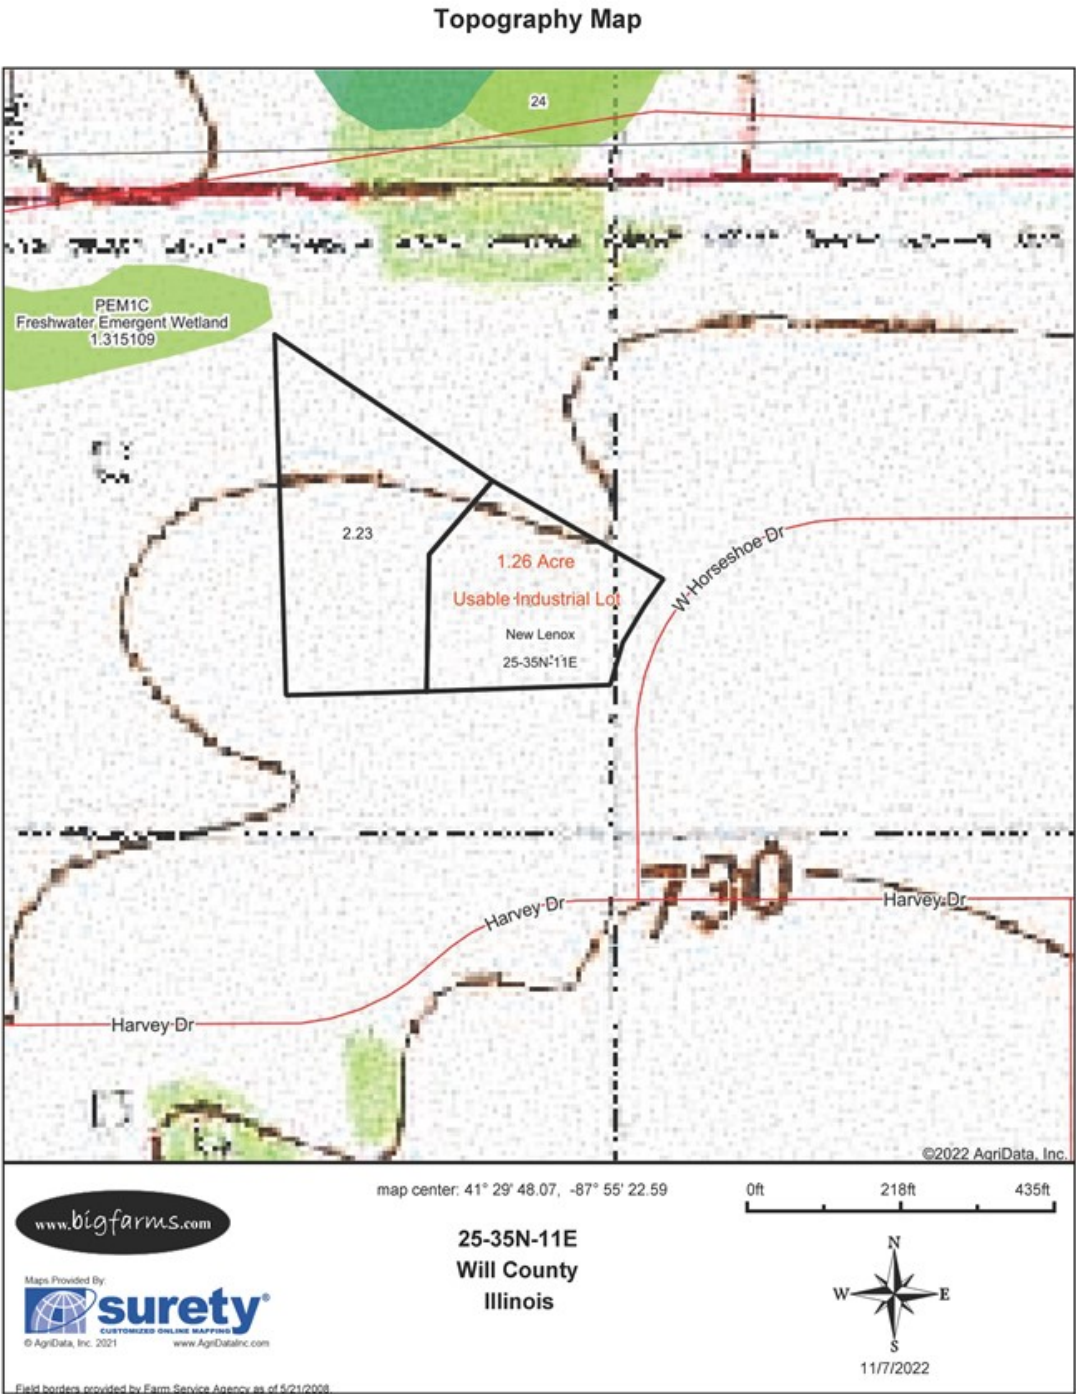 Topography Map
24
PEM1C
Freshwater Emergent Wetland
1.315109
2.23
1.26 Acre
Usable Industrial Lot
New Lenox
25-35N-11E
W Horseshoe Dr
730
Harvey Dr
Harvey Dr
Harvey Dr
©2022 AgriData, Inc.
map center: 41° 29' 48.07, -87° 55' 22.59
0ft 218ft 435ft
www.bigfarms.com
25-35N-11E
Will County
Illinois
Maps Provided By:
surety®
CUSTOMIZED ONLINE MAPPING
© AgriData, Inc. 2021 www.AgriDataInc.com
N
W E
S
11/7/2022
Field borders provided by Farm Service Agency as of 5/21/2008.